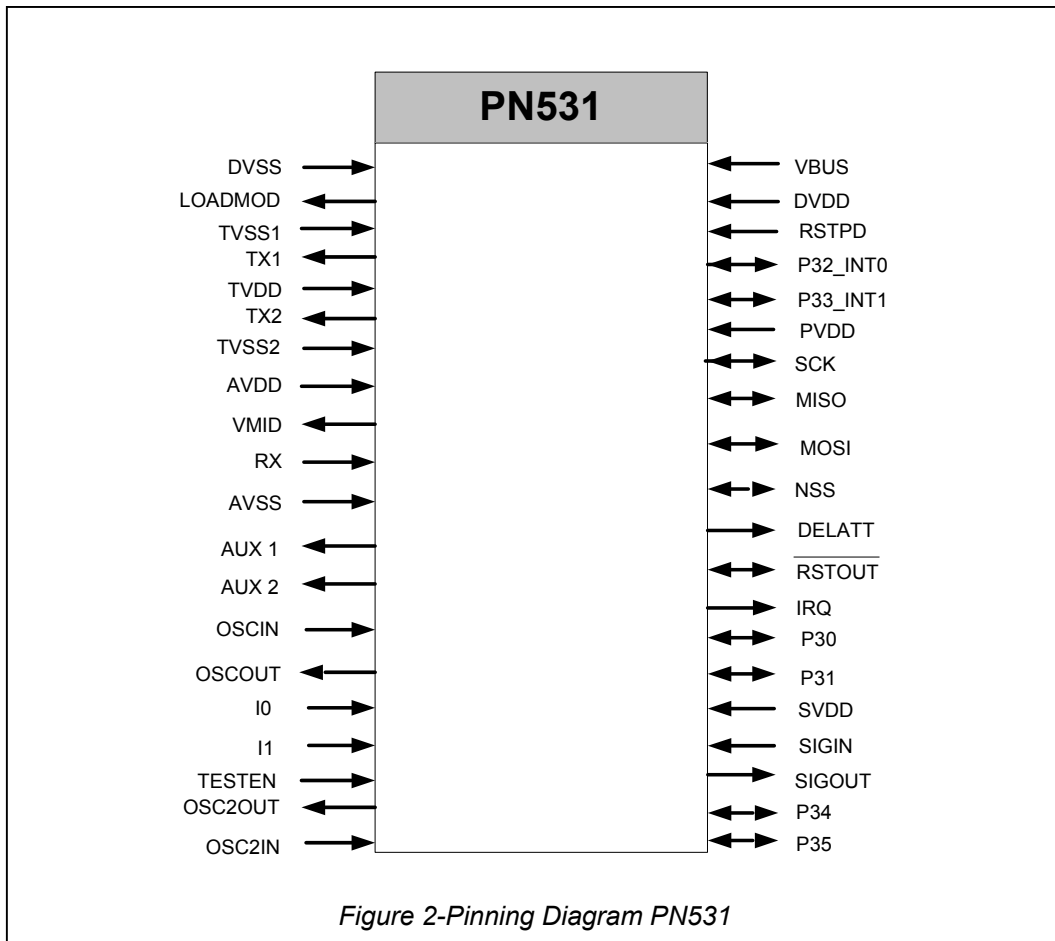 PN531
DVSS
LOADMOD
TVSS1
TX1
TVDD
TX2
TVSS2
AVDD
VMID
RX
AVSS
AUX 1
AUX 2
OSCIN
OSCOUT
I0
I1
TESTEN
OSC2OUT
OSC2IN
VBUS
DVDD
RSTPD
P32_INT0
P33_INT1
PVDD
SCK
MISO
MOSI
NSS
DELATT
RSTOUT
IRQ
P30
P31
SVDD
SIGIN
SIGOUT
P34
P35
Figure 2-Pinning Diagram PN531